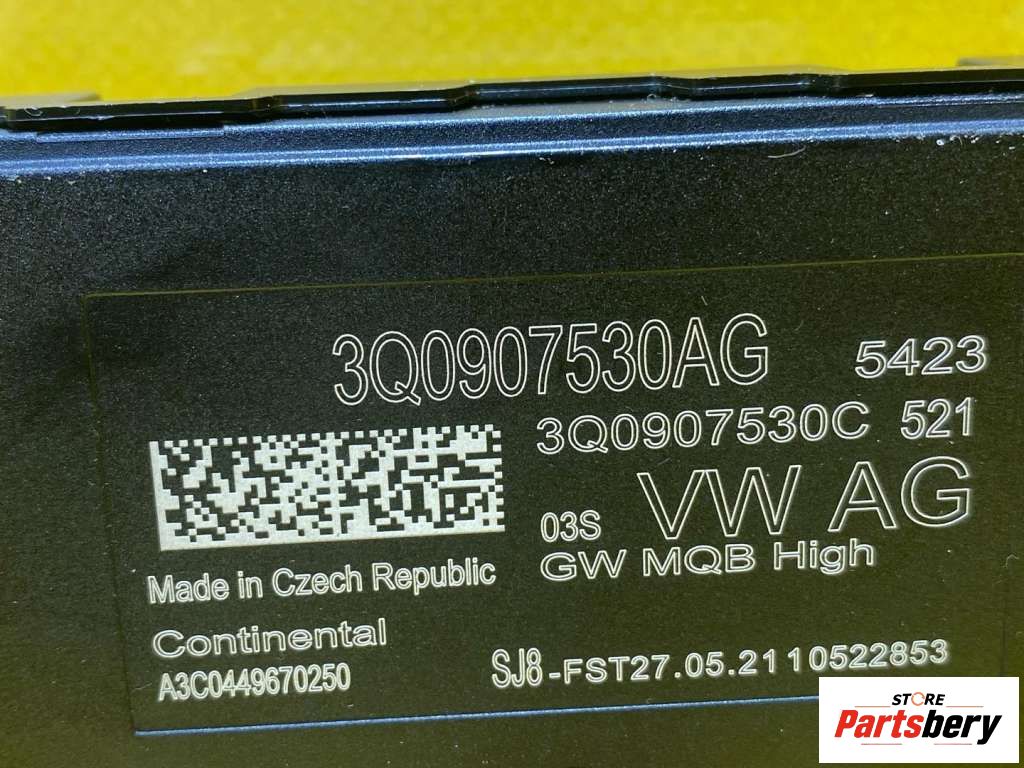 3Q0907530AG 5423
3Q0907530C 521
03S VW AG
GW MQB High
Made in Czech Republic
Continental
A3C0449670250
SJ8-FST27.05.2110522853
STORE
Partsbery